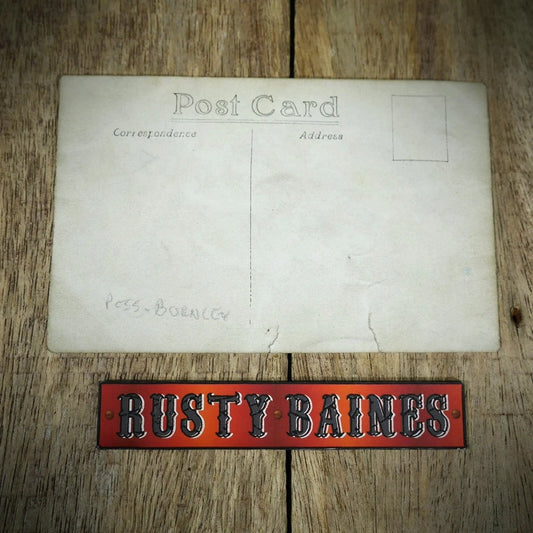 Post Card
Correspondence Address
POSS - BURNLEY
RUSTY BAINES